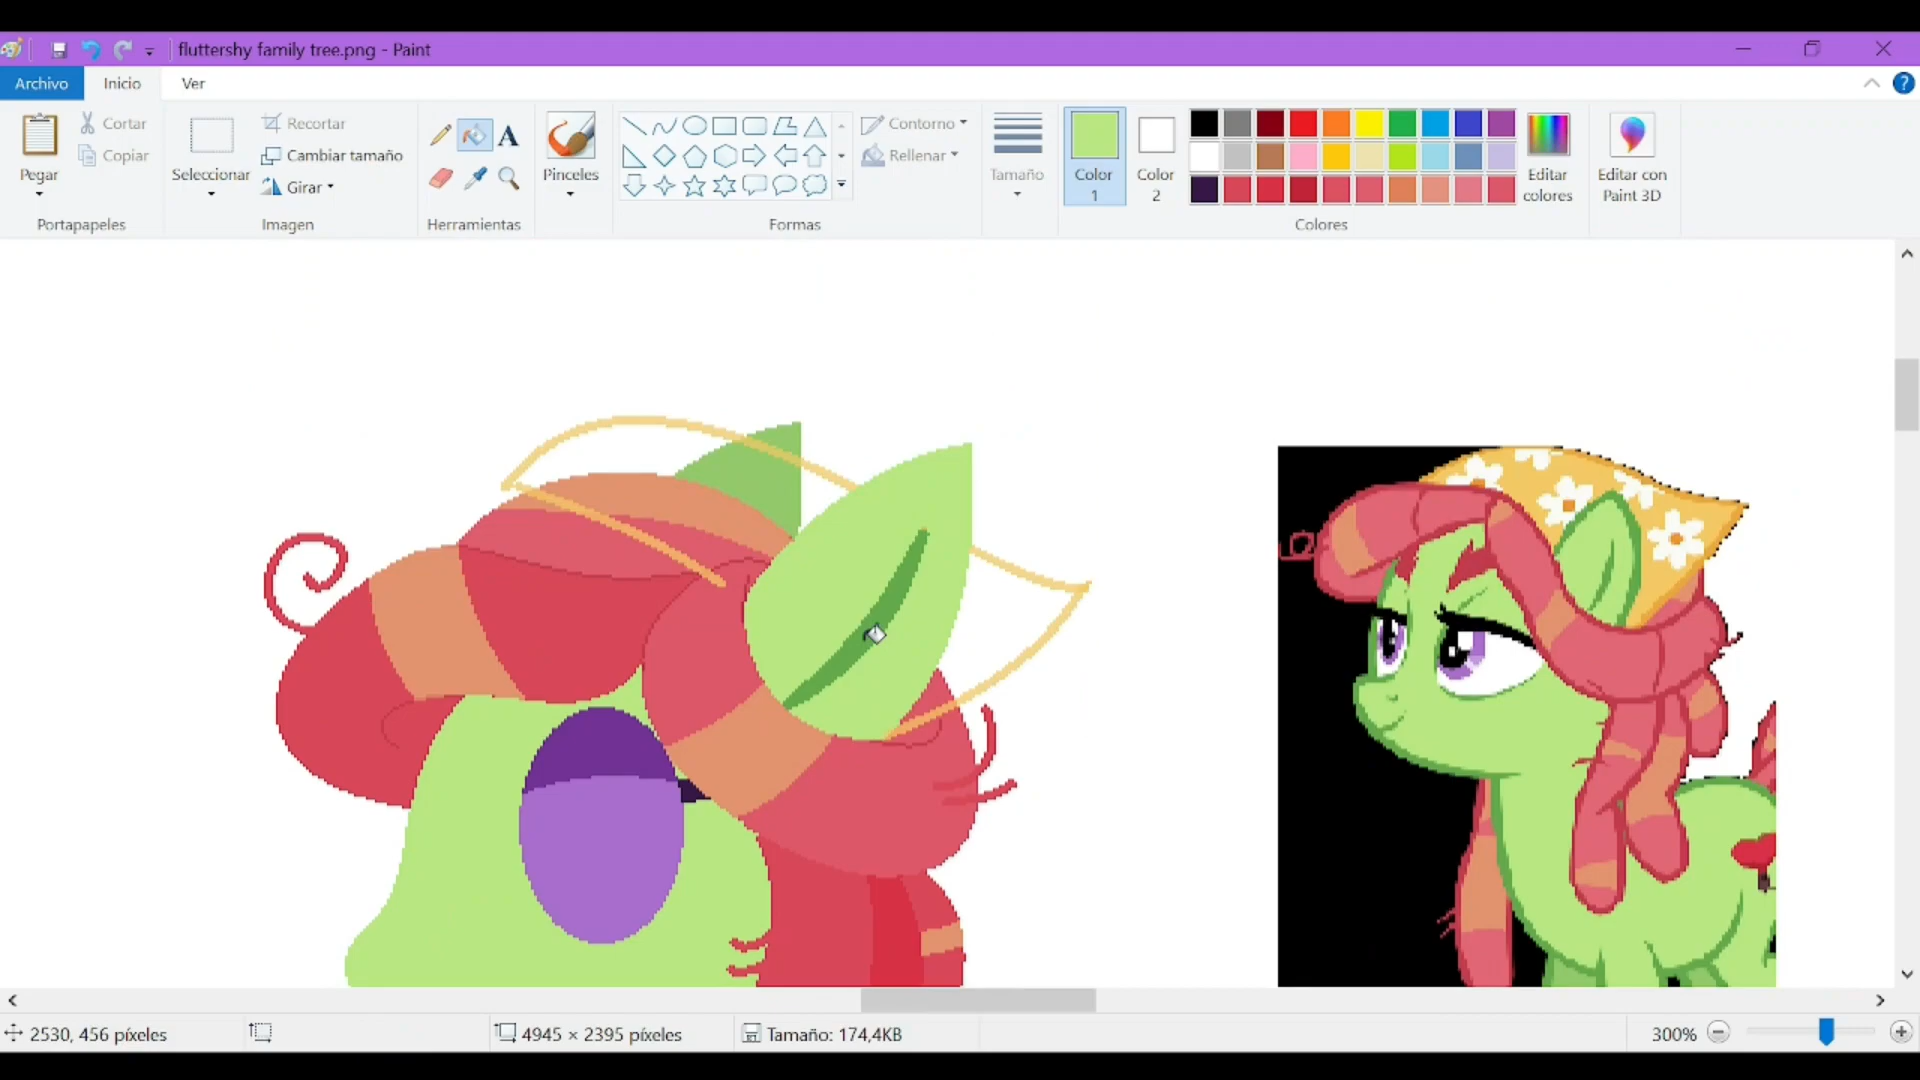 fluttershy family tree.png - Paint
Archivo
Inicio
Ver
?
Pegar
Cortar
Copiar
Portapapeles
Seleccionar
Recortar
Cambiar tamaño
Girar
Imagen
A
Herramientas
Pinceles
Contorno
Rellenar
Formas
Tamaño
Color
1
Color
2
Editar
colores
Colores
Editar con
Paint 3D
2530, 456 píxeles
4945 × 2395 píxeles
Tamaño: 174,4KB
300%